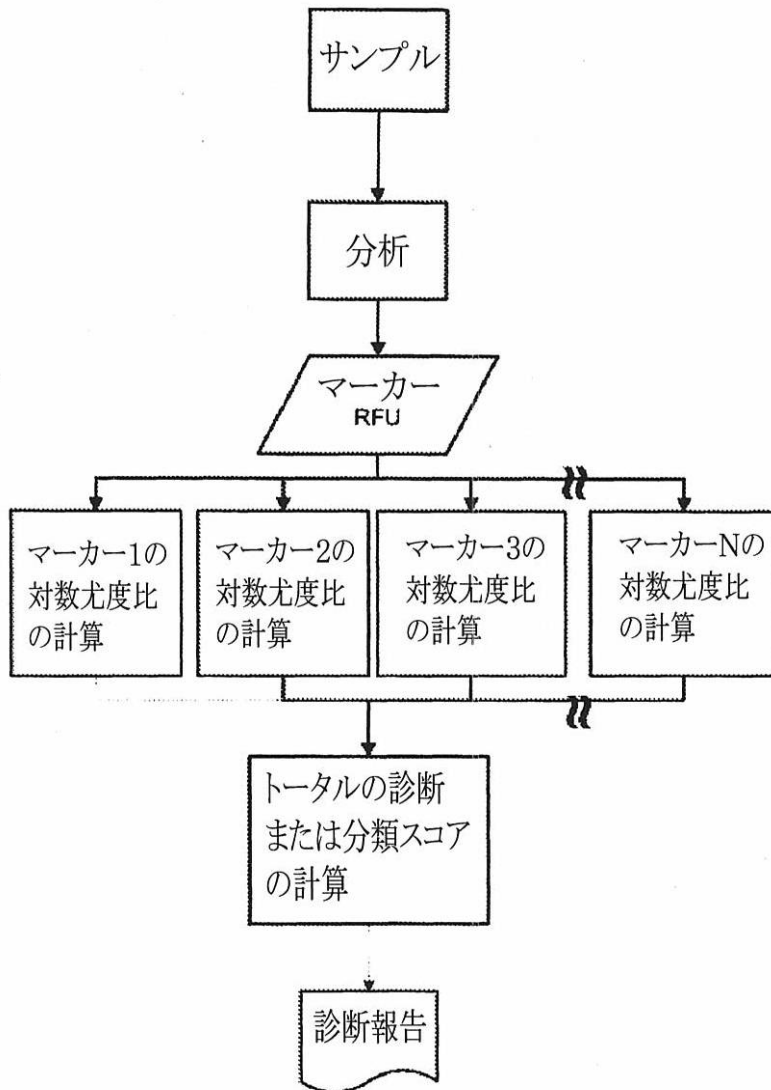 サンプル
分析
マーカー
RFU
マーカー1の
対数尤度比
の計算
マーカー2の
対数尤度比
の計算
マーカー3の
対数尤度比
の計算
マーカーNの
対数尤度比
の計算
トータルの診断
または分類スコア
の計算
診断報告